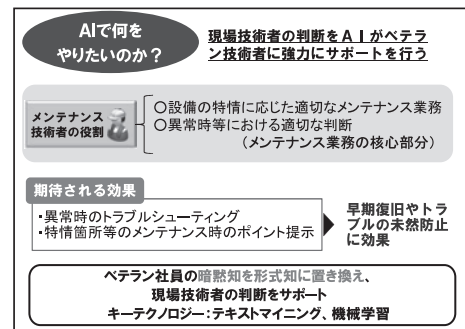 AIで何を
やりたいのか？
現場技術者の判断をＡＩがベテラ
ン技術者に強力にサポートを行う
メンテナンス
技術者の役割
〇設備の特情に応じた適切なメンテナンス業務
〇異常時等における適切な判断
（メンテナンス業務の核心部分）
期待される効果
・異常時のトラブルシューティング
・特情箇所等のメンテナンス時のポイント提示
早期復旧やトラ
ブルの未然防止
に効果
ベテラン社員の暗黙知を形式知に置き換え、
現場技術者の判断をサポート
キーテクノロジー：テキストマイニング、機械学習